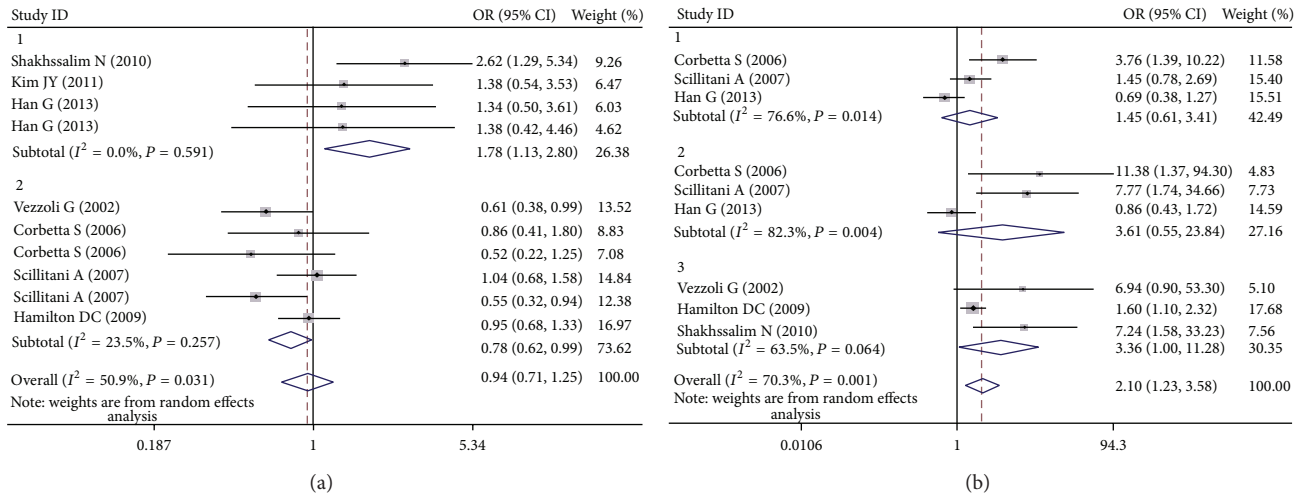 Study ID OR (95% CI) Weight (%)
1
Shakhssalim N (2010) 2.62 (1.29, 5.34) 9.26
Kim JY (2011) 1.38 (0.54, 3.53) 6.47
Han G (2013) 1.34 (0.50, 3.61) 6.03
Han G (2013) 1.38 (0.42, 4.46) 4.62
Subtotal (I² = 0.0%, P = 0.591) 1.78 (1.13, 2.80) 26.38
2
Vezzoli G (2002) 0.61 (0.38, 0.99) 13.52
Corbetta S (2006) 0.86 (0.41, 1.80) 8.83
Corbetta S (2006) 0.52 (0.22, 1.25) 7.08
Scillitani A (2007) 1.04 (0.68, 1.58) 14.84
Scillitani A (2007) 0.55 (0.32, 0.94) 12.38
Hamilton DC (2009) 0.95 (0.68, 1.33) 16.97
Subtotal (I² = 23.5%, P = 0.257) 0.78 (0.62, 0.99) 73.62
Overall (I² = 50.9%, P = 0.031) 0.94 (0.71, 1.25) 100.00
Note: weights are from random effects
analysis
0.187 1 5.34
(a)
Study ID OR (95% CI) Weight (%)
1
Corbetta S (2006) 3.76 (1.39, 10.22) 11.58
Scillitani A (2007) 1.45 (0.78, 2.69) 15.40
Han G (2013) 0.69 (0.38, 1.27) 15.51
Subtotal (I² = 76.6%, P = 0.014) 1.45 (0.61, 3.41) 42.49
2
Corbetta S (2006) 11.38 (1.37, 94.30) 4.83
Scillitani A (2007) 7.77 (1.74, 34.66) 7.73
Han G (2013) 0.86 (0.43, 1.72) 14.59
Subtotal (I² = 82.3%, P = 0.004) 3.61 (0.55, 23.84) 27.16
3
Vezzoli G (2002) 6.94 (0.90, 53.30) 5.10
Hamilton DC (2009) 1.60 (1.10, 2.32) 17.68
Shakhssalim N (2010) 7.24 (1.58, 33.23) 7.56
Subtotal (I² = 63.5%, P = 0.064) 3.36 (1.00, 11.28) 30.35
Overall (I² = 70.3%, P = 0.001) 2.10 (1.23, 3.58) 100.00
Note: weights are from random effects
analysis
0.0106 1 94.3
(b)